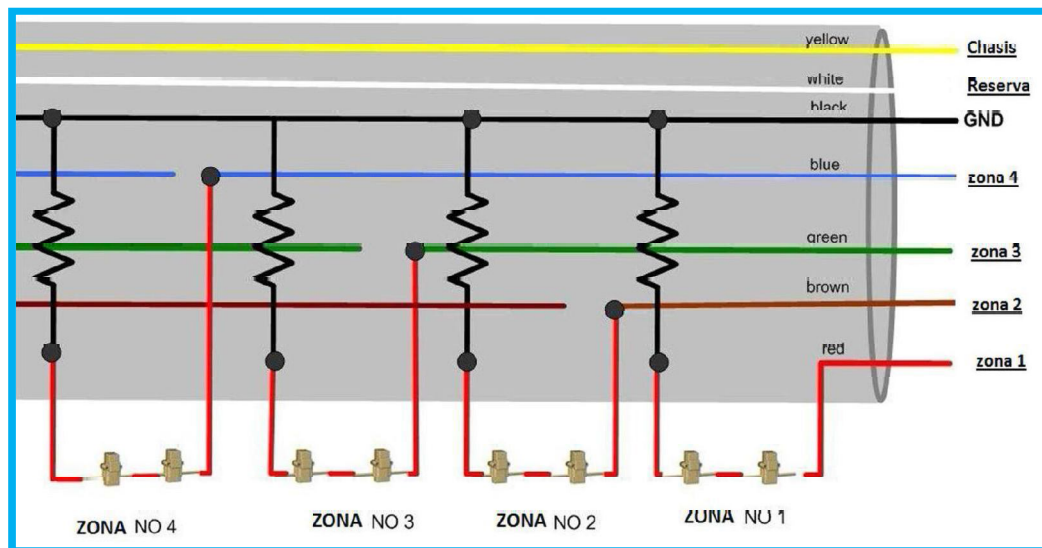 yellow Chasis
white Reserva
black GND
blue zona 4
green zona 3
brown zona 2
red zona 1
ZONA NO 4 ZONA NO 3 ZONA NO 2 ZONA NO 1